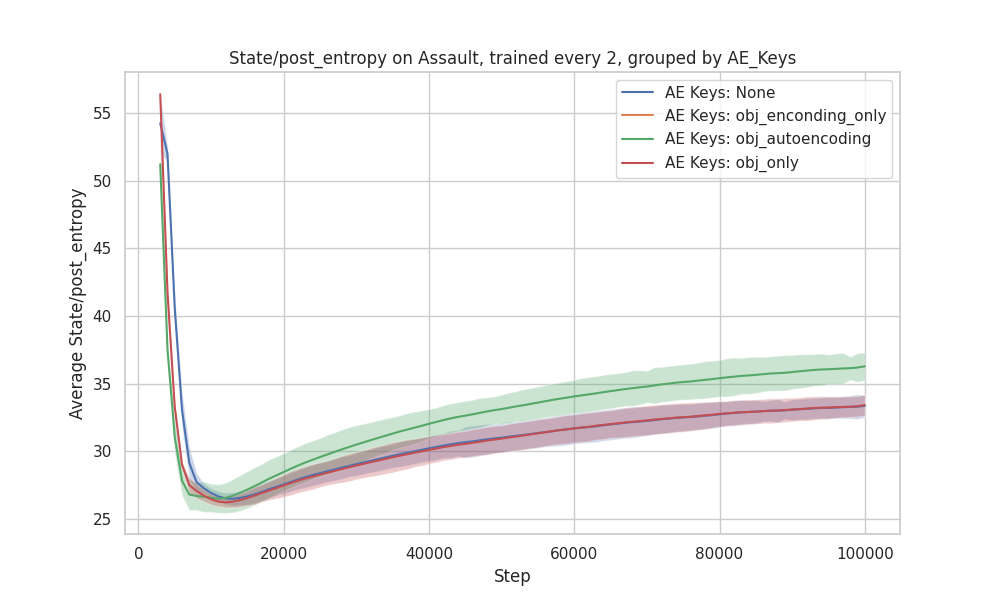 State/post_entropy on Assault, trained every 2, grouped by AE_Keys
AE Keys: None
AE Keys: obj_enconding_only
AE Keys: obj_autoencoding
AE Keys: obj_only
Average State/post_entropy
55
50
45
40
35
30
25
0
20000
40000
60000
80000
100000
Step